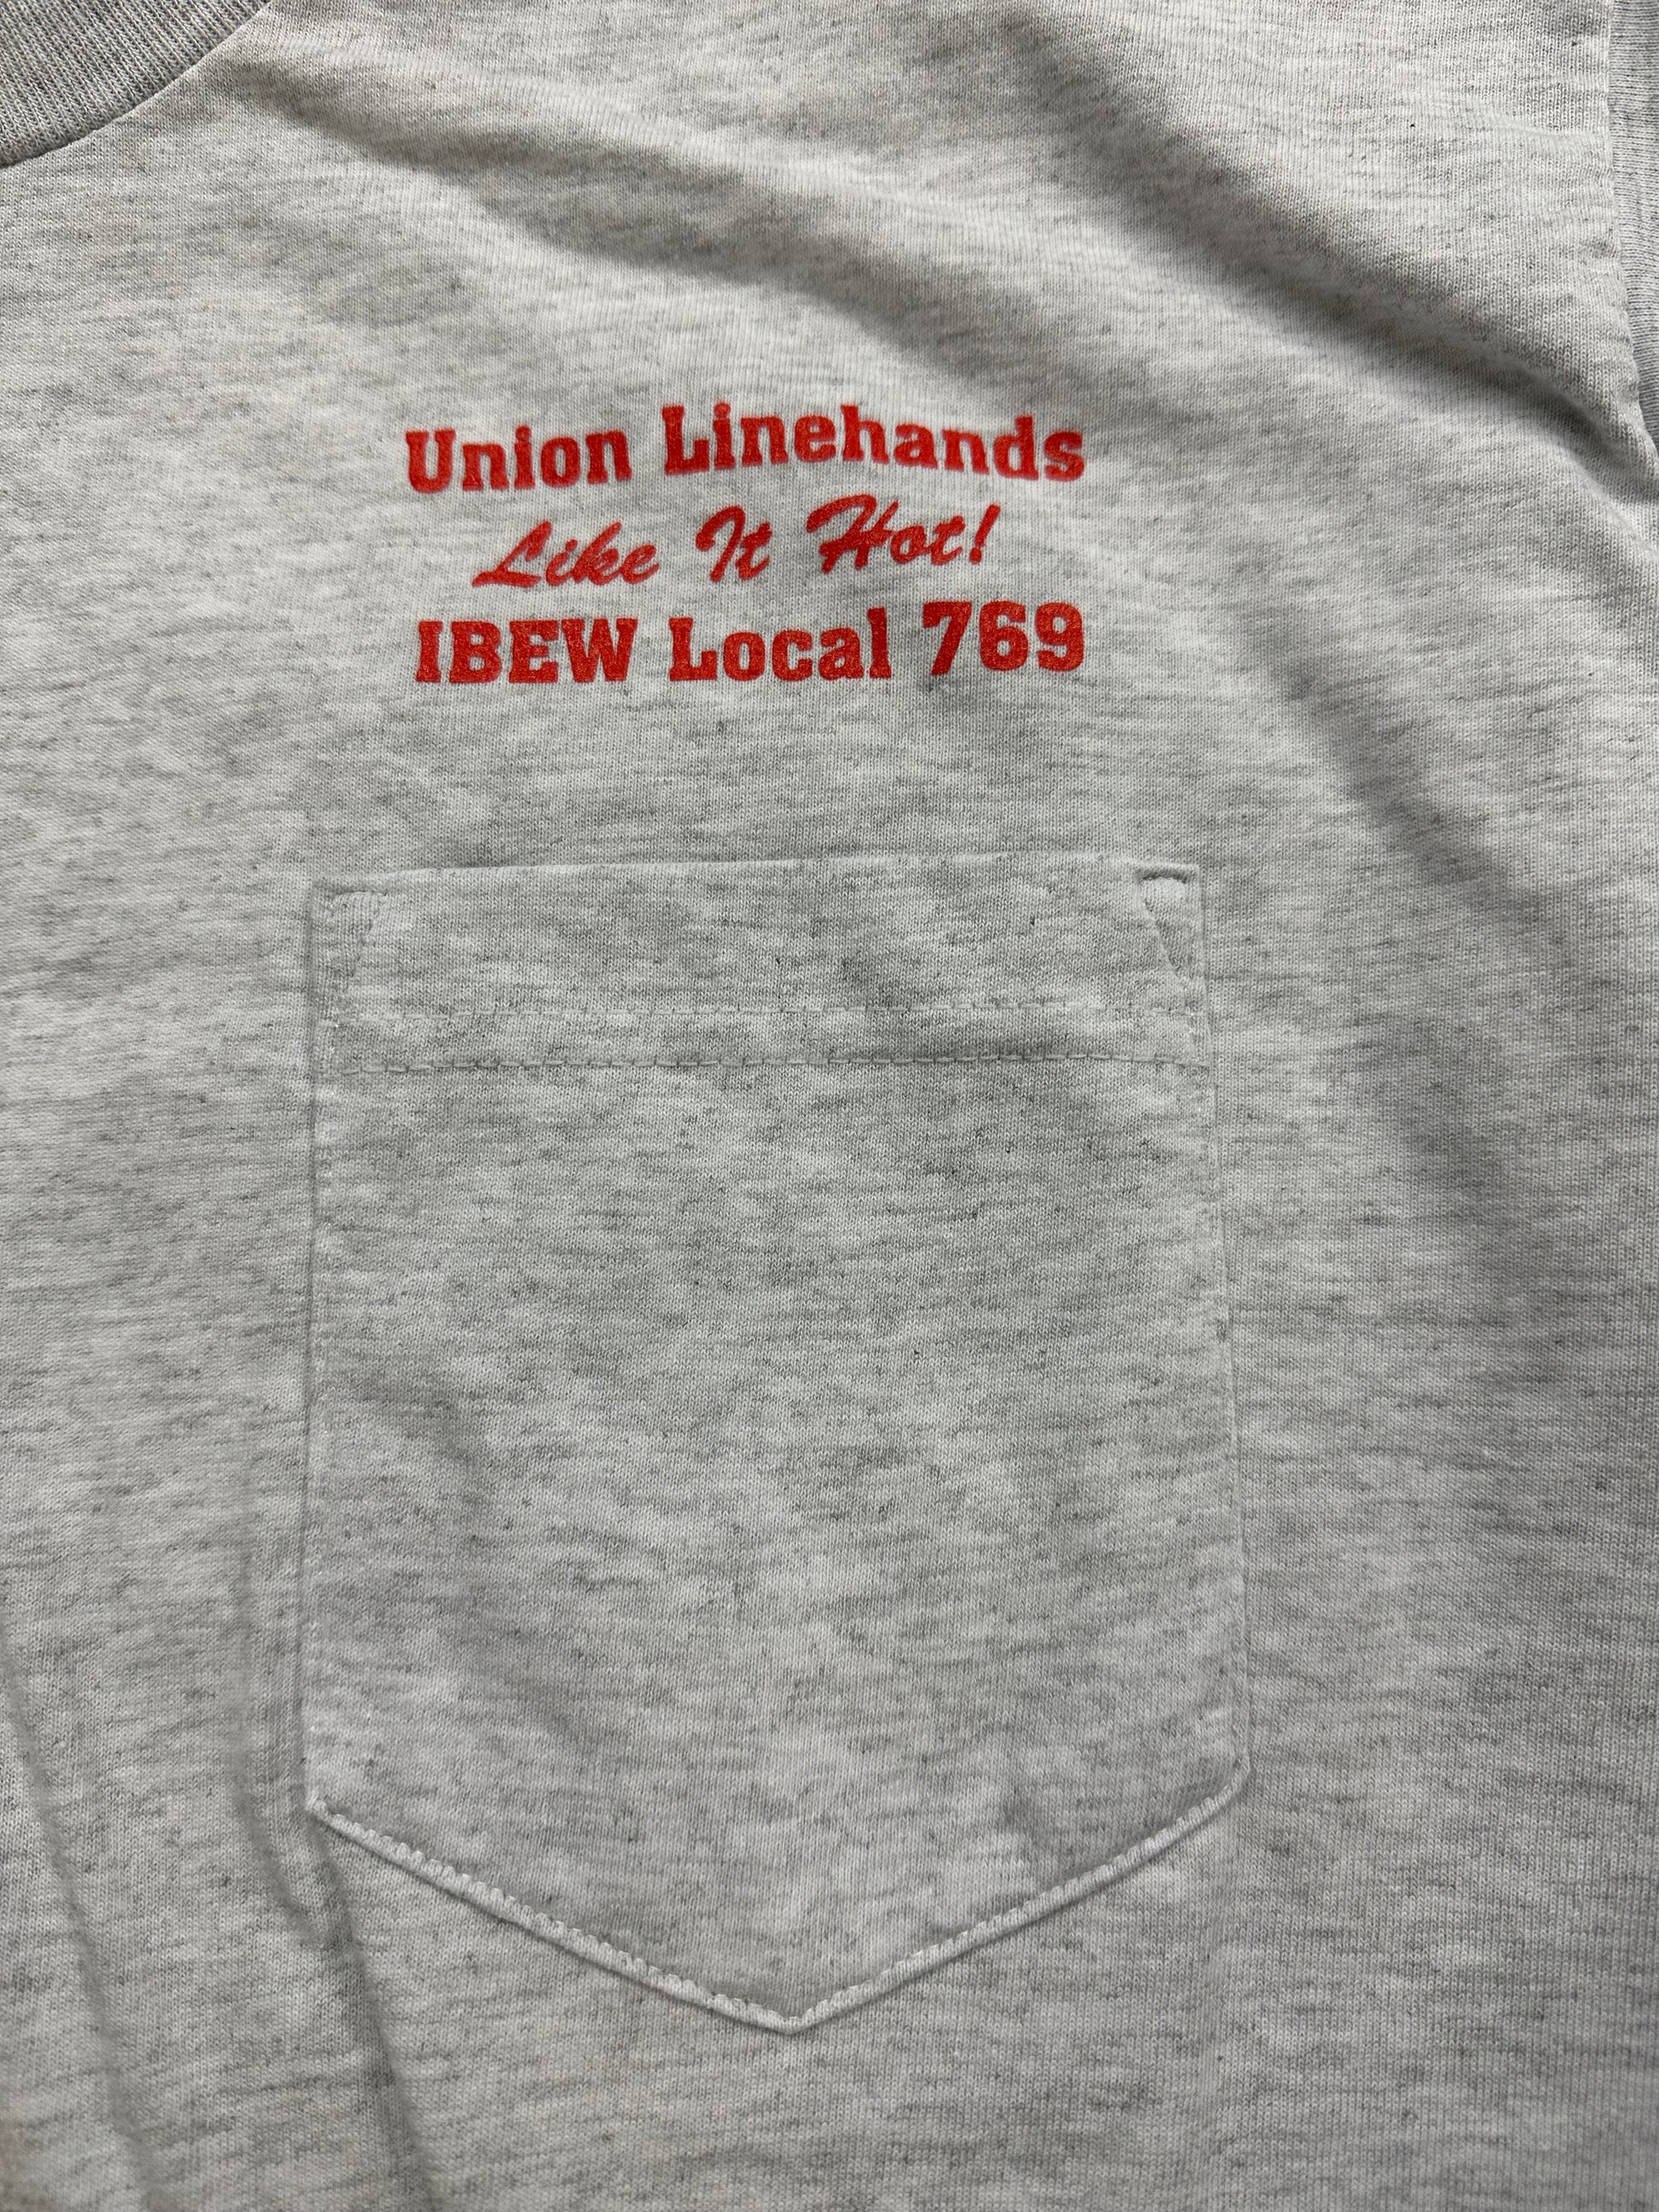 Union Linehands
Like It Hot!
IBEW Local 769